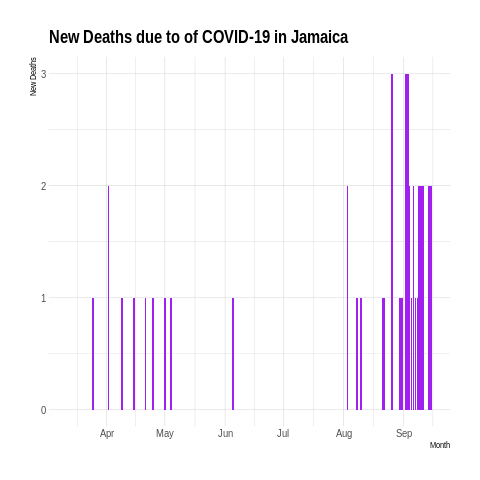 New Deaths due to of COVID-19 in Jamaica
New Deaths
3
2
1
0
Apr May Jun Jul Aug Sep
Month